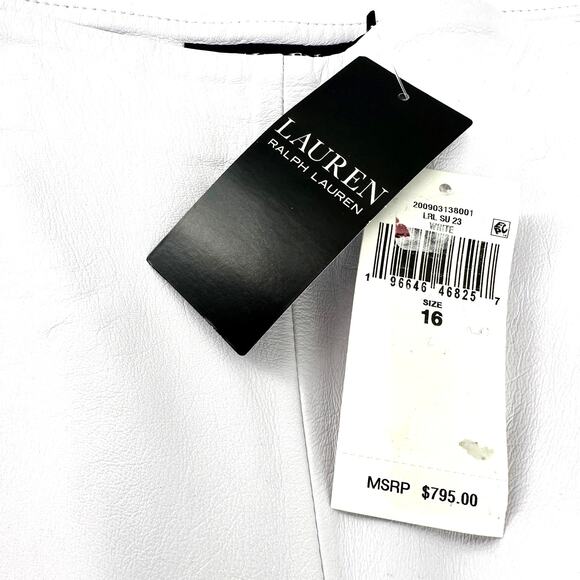 LAUREN
RALPH LAUREN
200903138001
LRL SU 23
WHITE
1 96646 46825 7
SIZE
16
MSRP $795.00